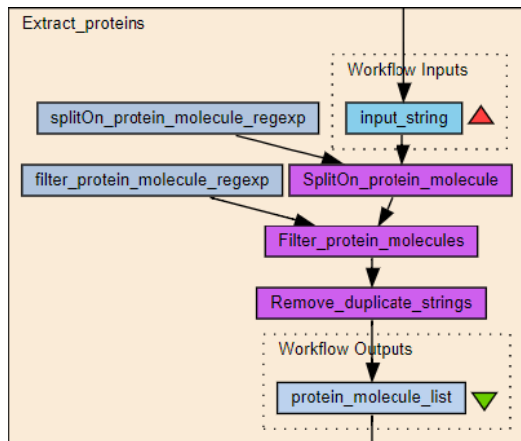 Extract_proteins
Workflow Inputs
splitOn_protein_molecule_regexp
input_string
filter_protein_molecule_regexp
SplitOn_protein_molecule
Filter_protein_molecules
Remove_duplicate_strings
Workflow Outputs
protein_molecule_list